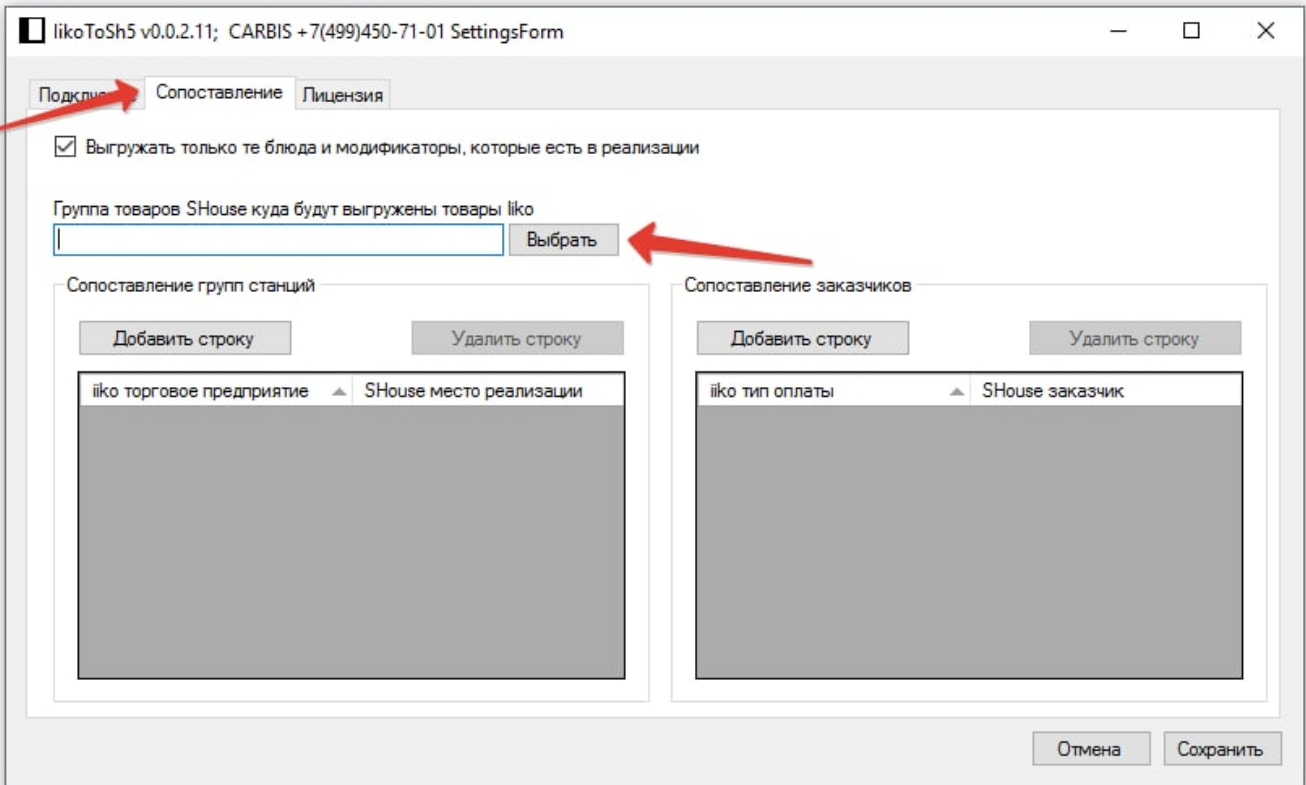 IikoToSh5 v0.0.2.11; CARBIS +7(499)450-71-01 SettingsForm
Сопоставление Лицензия
Выгружать только те блюда и модификаторы, которые есть в реализации
Группа товаров SHouse куда будут выгружены товары Iiko
Выбрать
Сопоставление групп станций
Добавить строку Удалить строку
iiko торговое предприятие SHouse место реализации
Сопоставление заказчиков
Добавить строку Удалить строку
iiko тип оплаты SHouse заказчик
Отмена Сохранить